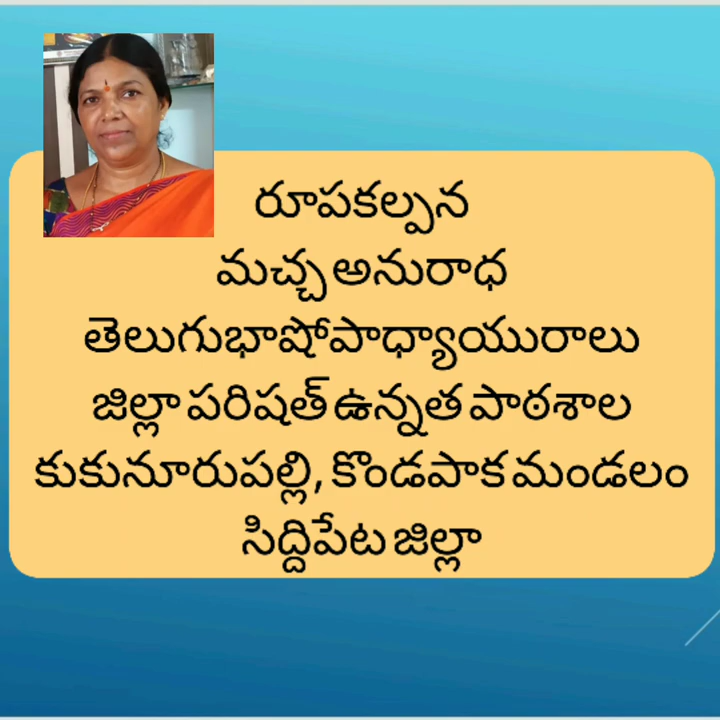 రూపకల్పన
మచ్చ అనురాధ
తెలుగుభాషోపాధ్యాయురాలు
జిల్లా పరిషత్ ఉన్నత పాఠశాల
కుకునూరుపల్లి, కొండపాక మండలం
సిద్దిపేట జిల్లా